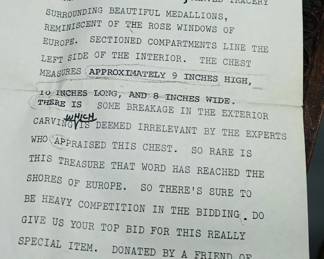 TRACERY
SURROUNDING BEAUTIFUL MEDALLIONS,
REMINISCENT OF THE ROSE WINDOWS OF
EUROPE. SECTIONED COMPARTMENTS LINE THE
LEFT SIDE OF THE INTERIOR. THE CHEST
MEASURES APPROXIMATELY 9 INCHES HIGH,
18 INCHES LONG, AND 8 INCHES WIDE.
THERE IS SOME BREAKAGE IN THE EXTERIOR
WHICH
CARVING IS DEEMED IRRELEVANT BY THE EXPERTS
WHO APPRAISED THIS CHEST. SO RARE IS
THIS TREASURE THAT WORD HAS REACHED THE
SHORES OF EUROPE. SO THERE'S SURE TO
BE HEAVY COMPETITION IN THE BIDDING. DO
GIVE US YOUR TOP BID FOR THIS REALLY
SPECIAL ITEM. DONATED BY A FRIEND OF